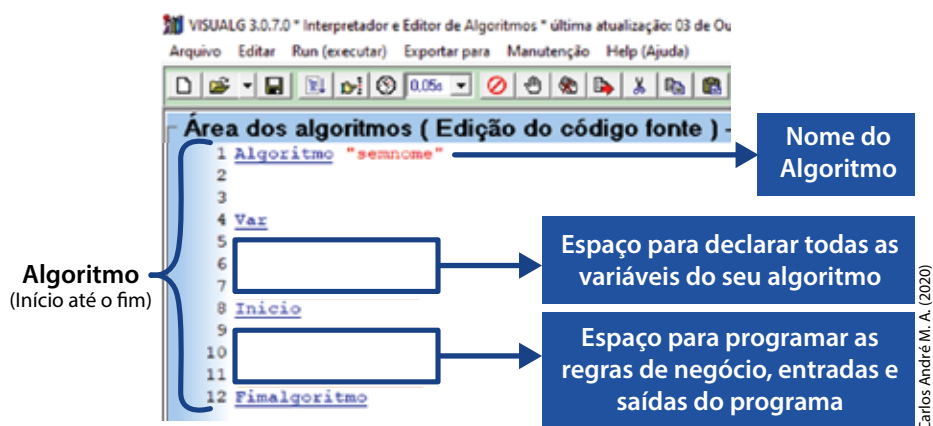 VISUALG 3.0.7.0 * Interpretador e Editor de Algoritmos * última atualização: 03 de Ou
Arquivo Editar Run (executar) Exportar para Manutenção Help (Ajuda)
0,05s
Área dos algoritmos ( Edição do código fonte ) -
1 Algoritmo "semnome"
2
3
4 Var
5
6
7
8 Inicio
9
10
11
12 Fimalgoritmo
Nome do
Algoritmo
Espaço para declarar todas as
variáveis do seu algoritmo
Espaço para programar as
regras de negócio, entradas e
saídas do programa
Algoritmo
(Início até o fim)
Carlos André M. A. (2020)